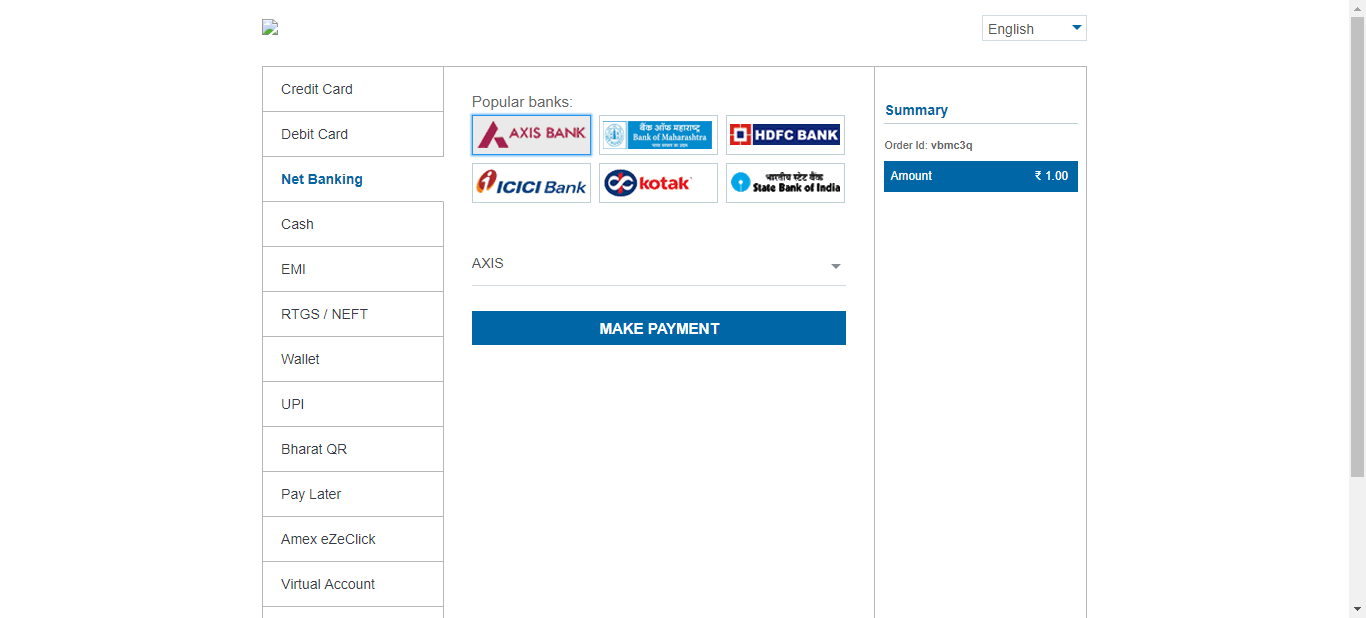 English
Credit Card
Debit Card
Net Banking
Cash
EMI
RTGS / NEFT
Wallet
UPI
Bharat QR
Pay Later
Amex eZeClick
Virtual Account
Popular banks:
AXIS BANK
बैंक ऑफ महाराष्ट्र
Bank of Maharashtra
HDFC BANK
ICICI Bank
kotak
भारतीय स्टेट बैंक
State Bank of India
AXIS
MAKE PAYMENT
Summary
Order Id: vbmc3q
Amount ₹ 1.00